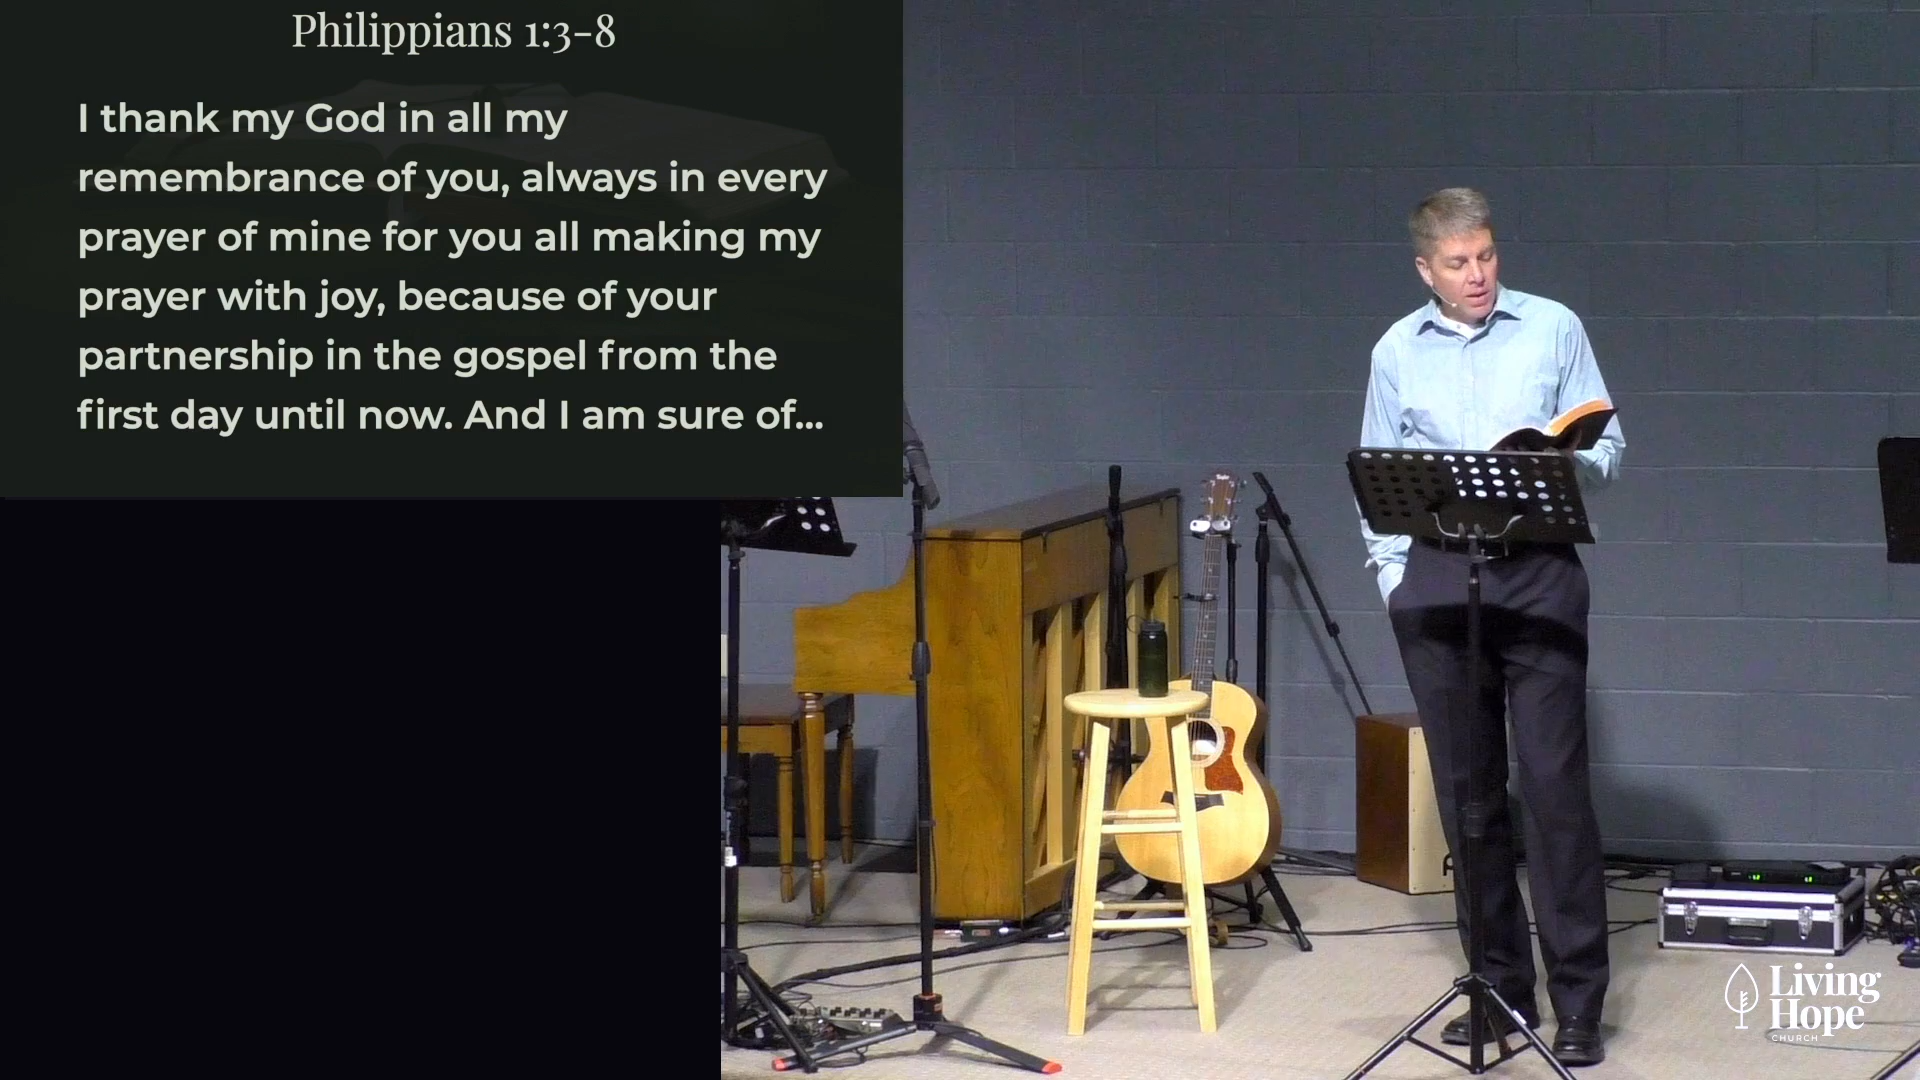 Philippians 1:3-8
I thank my God in all my
remembrance of you, always in every
prayer of mine for you all making my
prayer with joy, because of your
partnership in the gospel from the
first day until now. And I am sure of...
Taylor
Living
Hope
CHURCH